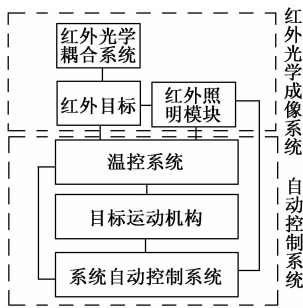 红外光学
耦合系统
红外目标
红外照
明模块
温控系统
目标运动机构
系统自动控制系统
红外光学成像系统
自动控制系统